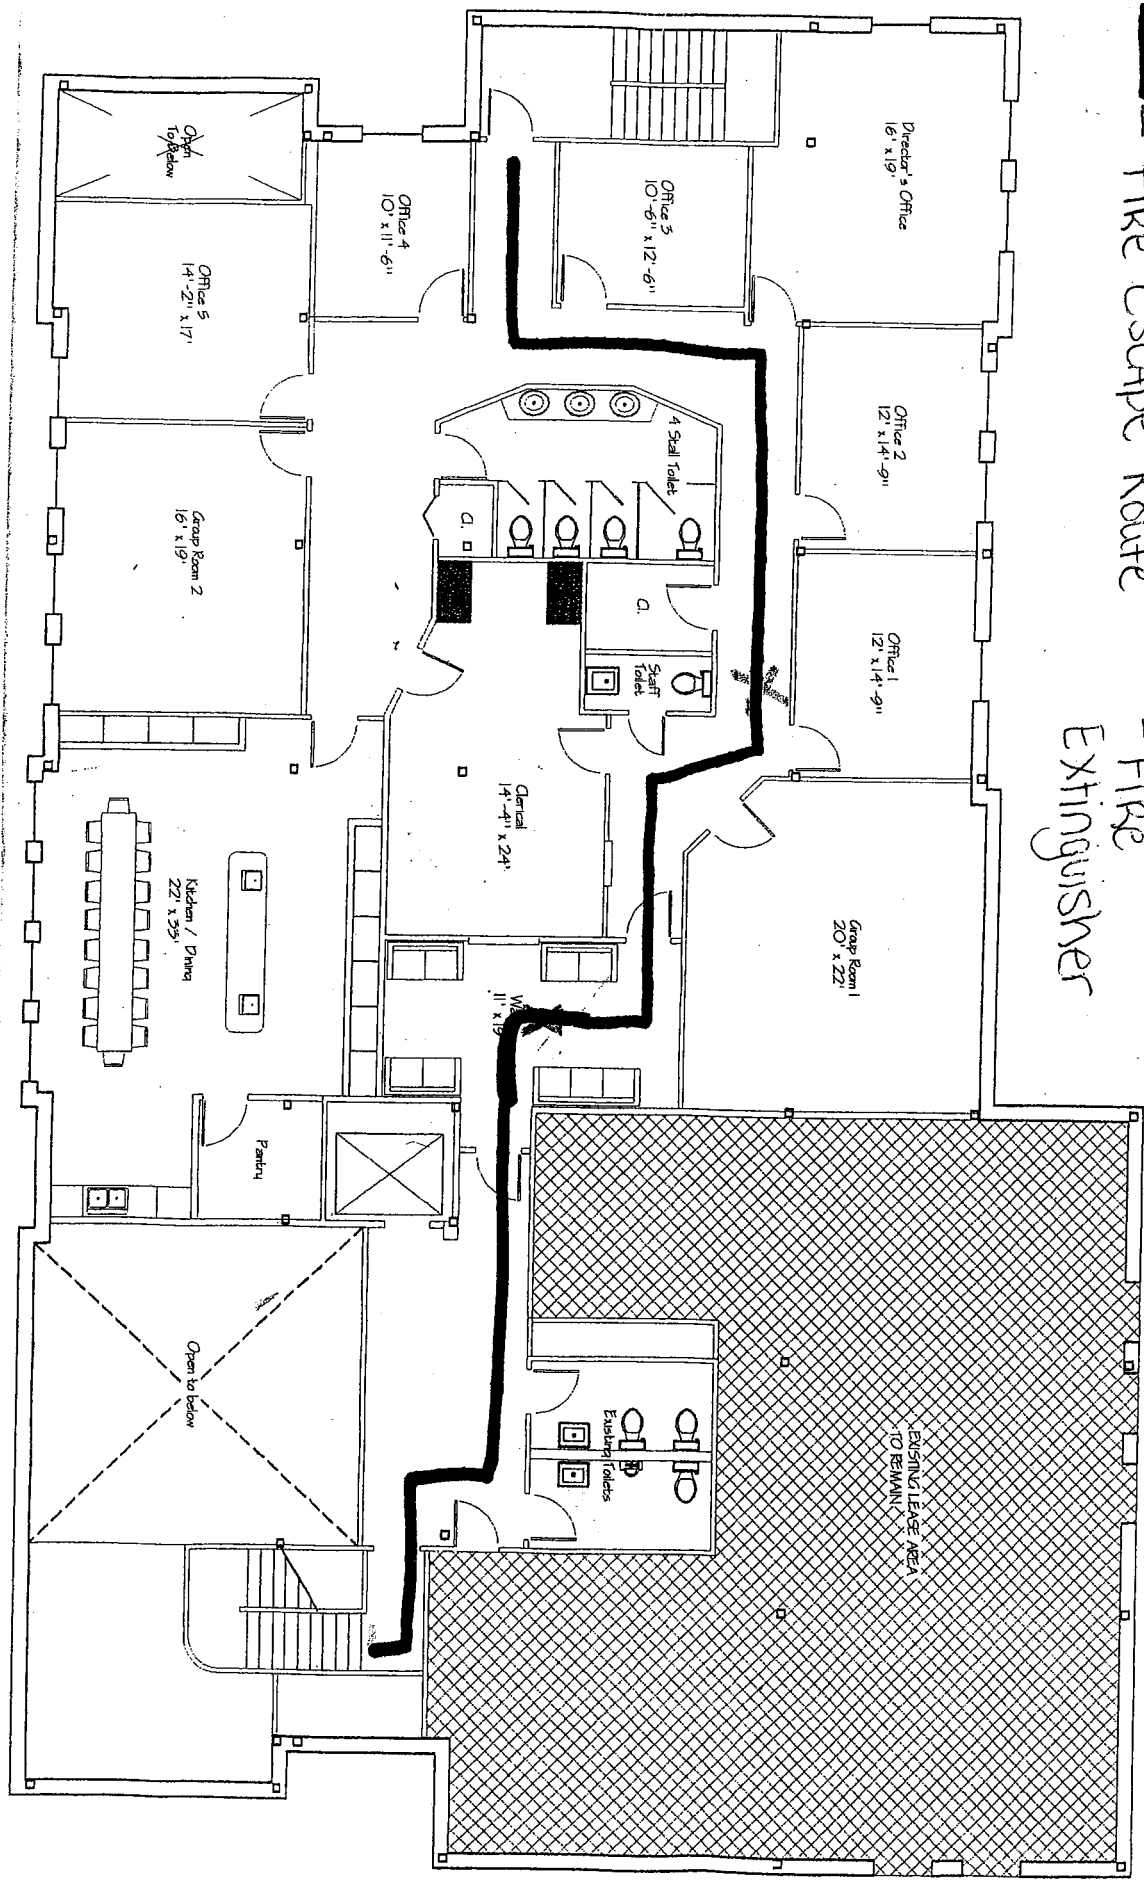 = FIRE ESCAPE ROUTE
- FIRE
Extinguisher
Director's Office
16' x 19'
Office 2
12' x 14'-9"
Office 1
12' x 14'-9"
Group Room 1
20' x 22'
EXISTING LEASE AREA
TO REMAIN
Office 3
10'-6" x 12'-6"
4 Stall Toilet
Cl.
Staff
Toilet
Existing Toilets
Office 4
10' x 11'-6"
Cl.
Clerical
14'-4" x 24'
11' x 19'
Open
To Below
Office 5
14'-2" x 17'
Group Room 2
16' x 19'
Kitchen / Dining
22' x 35'
Pantry
Open to below